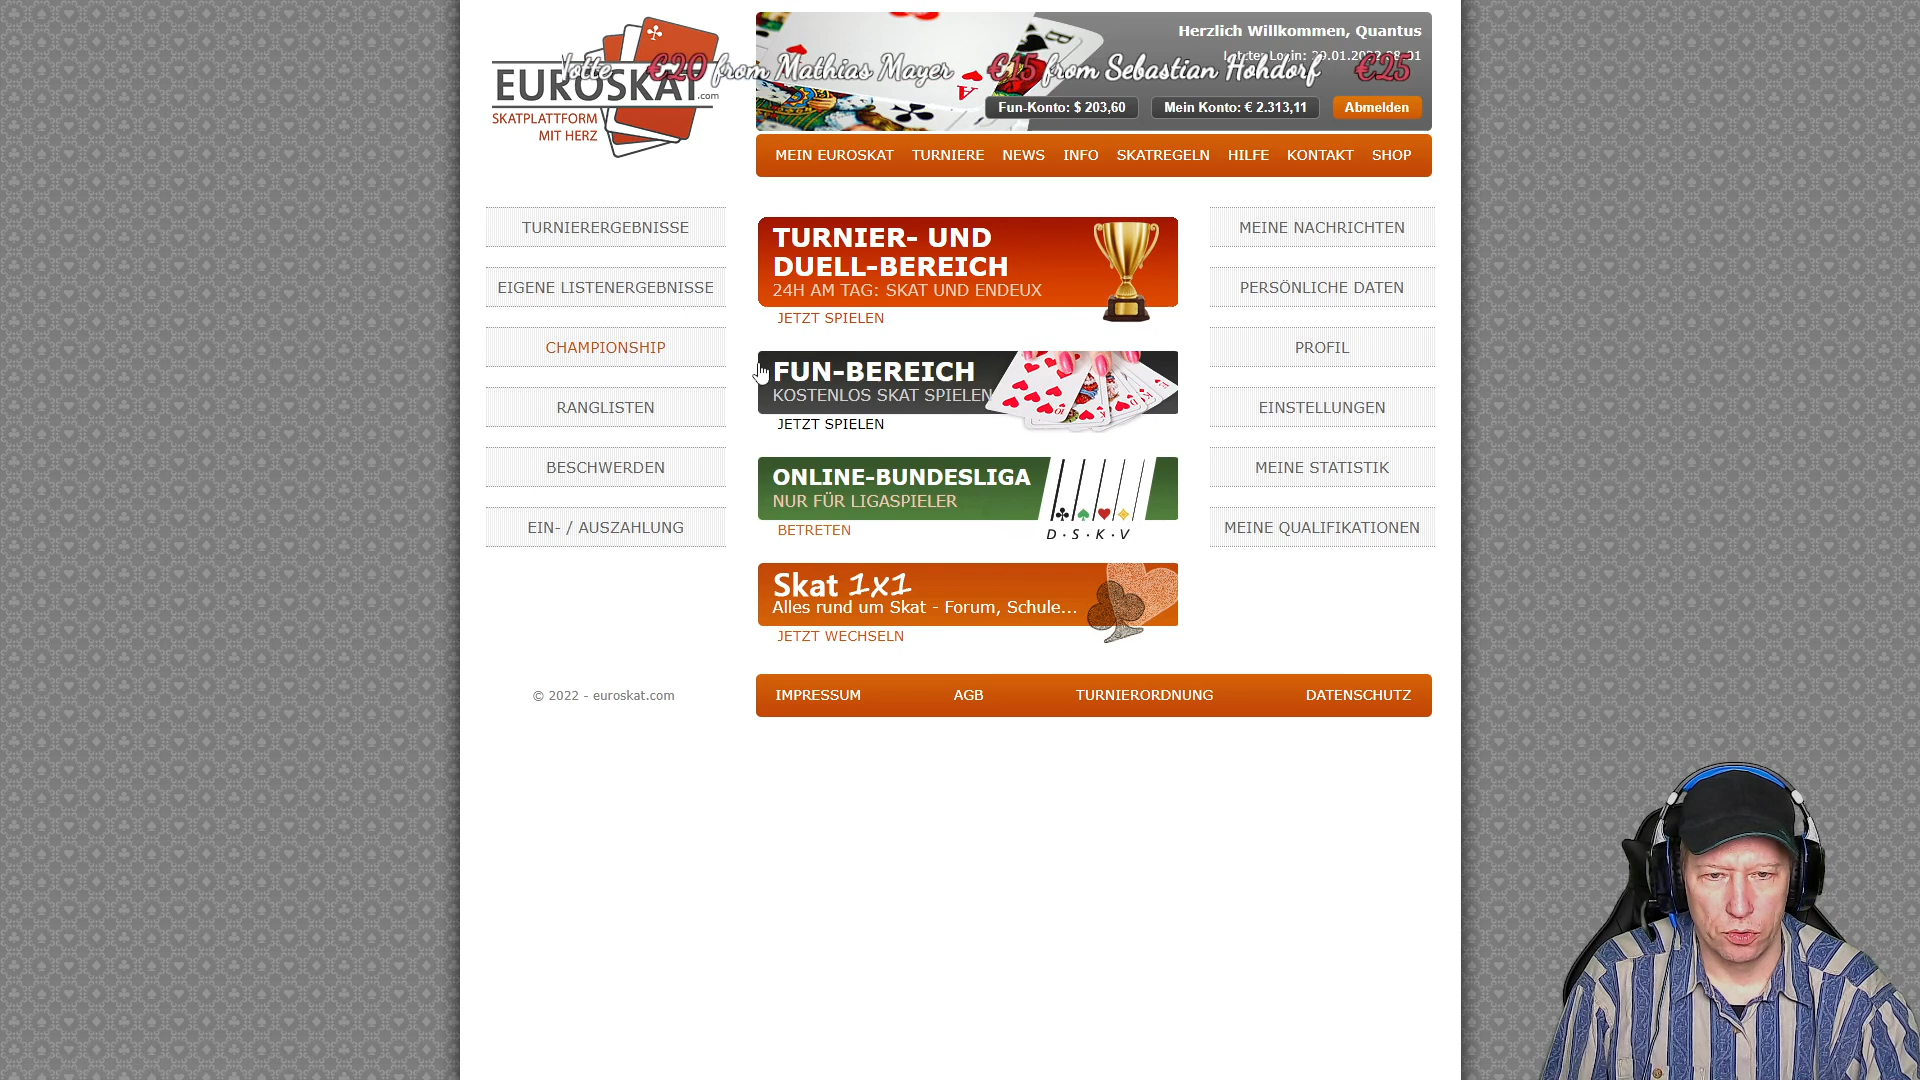 EUROSKAT.com
SKATPLATTFORM
MIT HERZ
Herzlich Willkommen, Quantus
Letzter Login:
€20 from Mathias Mayer €15 from Sebastian Hohdorf €25
Fun-Konto: $ 203,60 Mein Konto: € 2.313,11 Abmelden
MEIN EUROSKAT TURNIERE NEWS INFO SKATREGELN HILFE KONTAKT SHOP
TURNIERERGEBNISSE
EIGENE LISTENERGEBNISSE
CHAMPIONSHIP
RANGLISTEN
BESCHWERDEN
EIN- / AUSZAHLUNG
TURNIER- UND
DUELL-BEREICH
24H AM TAG: SKAT UND ENDEUX
JETZT SPIELEN
FUN-BEREICH
KOSTENLOS SKAT SPIELEN
JETZT SPIELEN
ONLINE-BUNDESLIGA
NUR FÜR LIGASPIELER
D·S·K·V
BETRETEN
Skat 1x1
Alles rund um Skat - Forum, Schule...
JETZT WECHSELN
MEINE NACHRICHTEN
PERSÖNLICHE DATEN
PROFIL
EINSTELLUNGEN
MEINE STATISTIK
MEINE QUALIFIKATIONEN
© 2022 - euroskat.com
IMPRESSUM AGB TURNIERORDNUNG DATENSCHUTZ